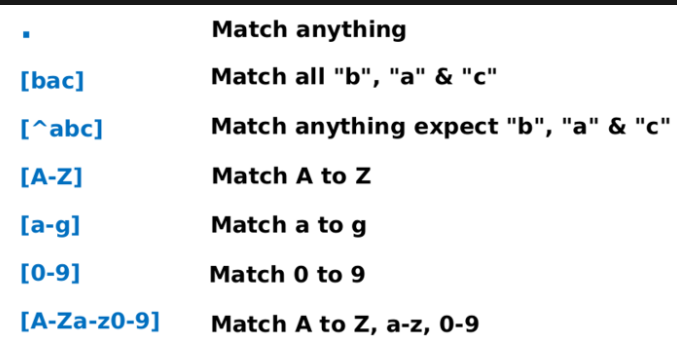 . Match anything
[bac] Match all "b", "a" & "c"
[^abc] Match anything expect "b", "a" & "c"
[A-Z] Match A to Z
[a-g] Match a to g
[0-9] Match 0 to 9
[A-Za-z0-9] Match A to Z, a-z, 0-9